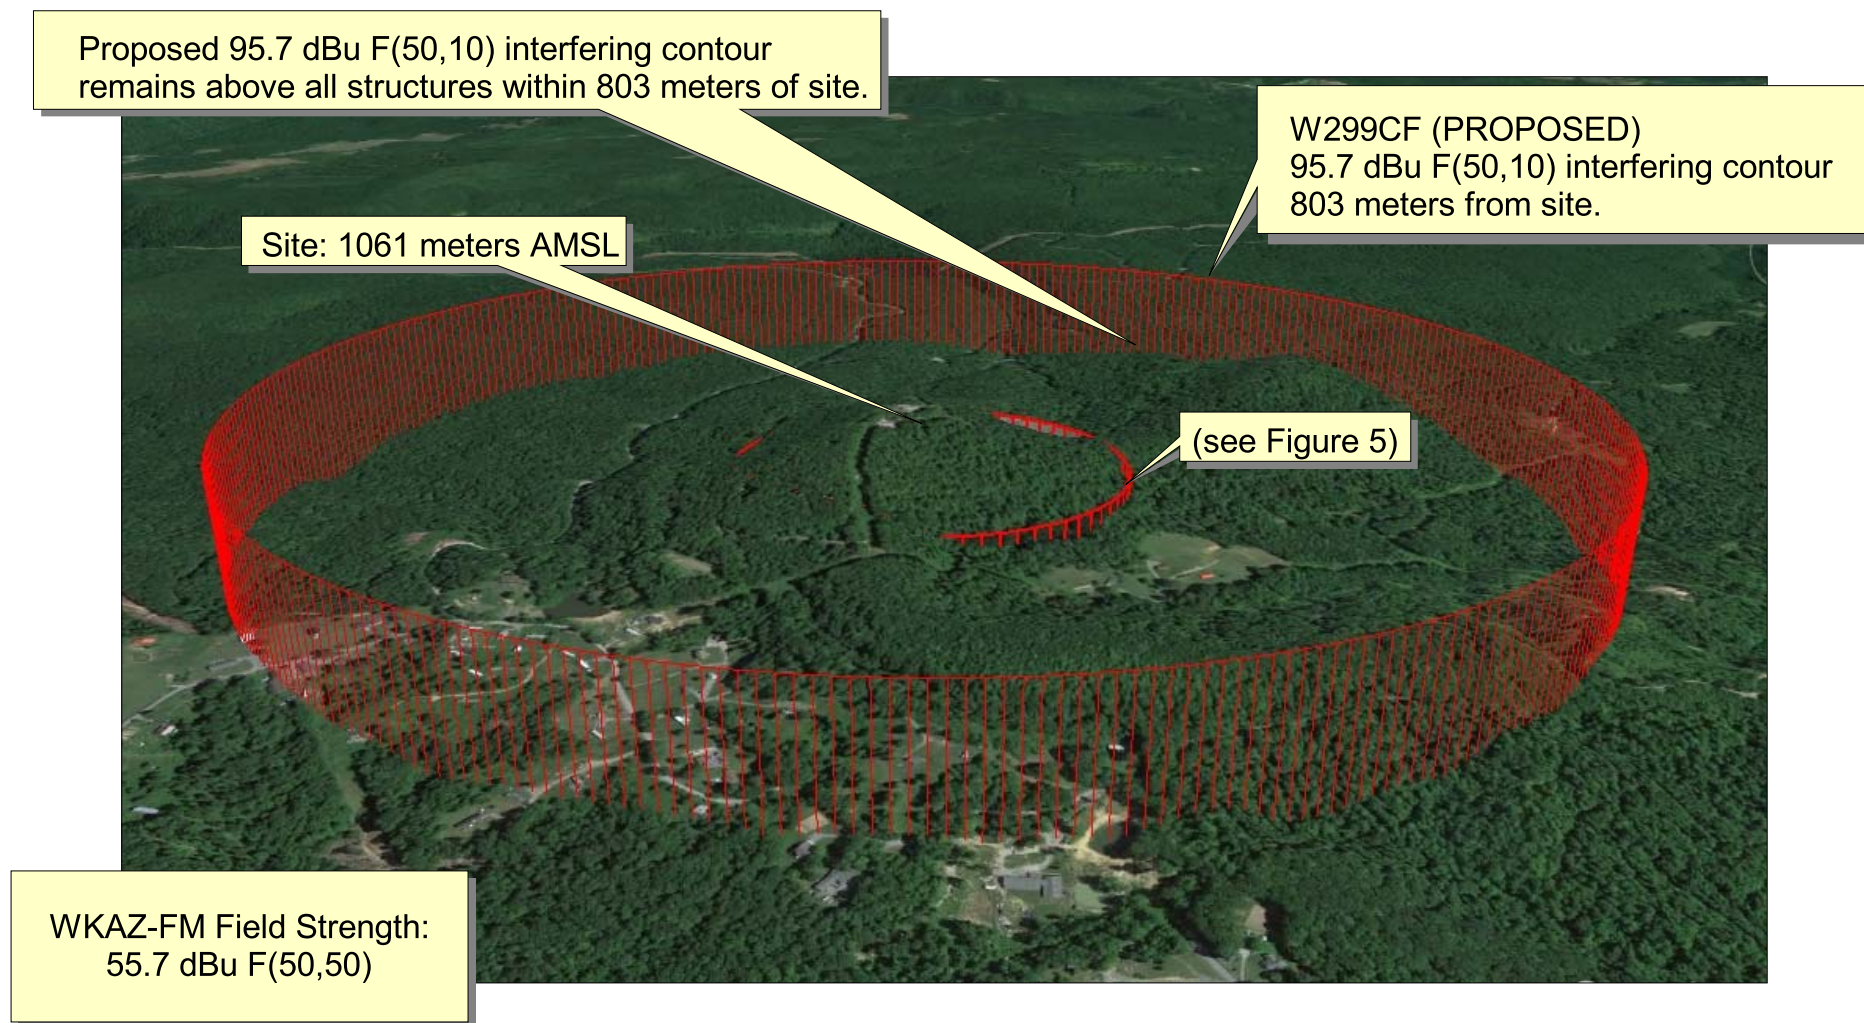 Proposed 95.7 dBu F(50,10) interfering contour
remains above all structures within 803 meters of site.
W299CF (PROPOSED)
95.7 dBu F(50,10) interfering contour
803 meters from site.
Site: 1061 meters AMSL
(see Figure 5)
WKAZ-FM Field Strength:
55.7 dBu F(50,50)